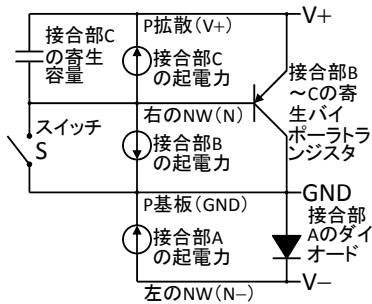 P拡散(V+)
V+
接合部C
の寄生
容量
接合部C
の起電力
接合部B
～Cの寄
生バイ
ポーラトラ
ンジスタ
右のNW(N)
スイッチ
S
接合部B
の起電力
P基板(GND)
GND
接合部A
の起電力
接合部
Aのダイ
オード
左のNW(N−)
V−